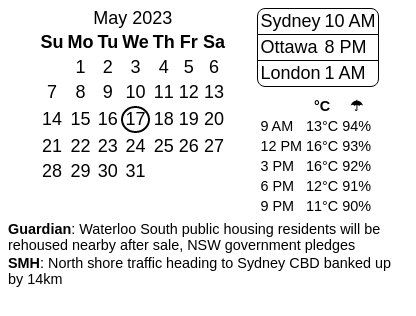 May 2023
Su Mo Tu We Th Fr Sa
1 2 3 4 5 6
7 8 9 10 11 12 13
14 15 16 17 18 19 20
21 22 23 24 25 26 27
28 29 30 31
Sydney 10 AM
Ottawa 8 PM
London 1 AM
°C ☂
9 AM 13°C 94%
12 PM 16°C 93%
3 PM 16°C 92%
6 PM 12°C 91%
9 PM 11°C 90%
Guardian: Waterloo South public housing residents will be
rehoused nearby after sale, NSW government pledges
SMH: North shore traffic heading to Sydney CBD banked up
by 14km